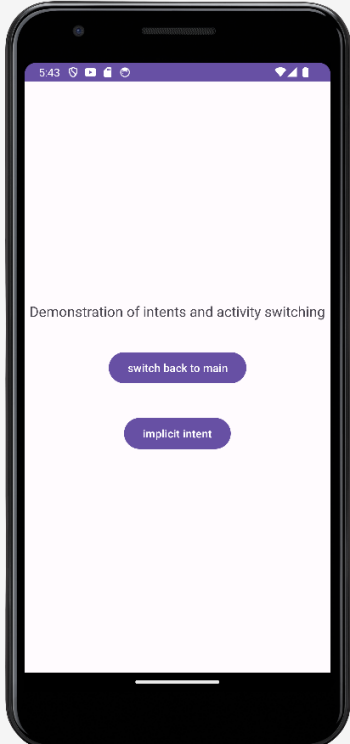 5:43
Demonstration of intents and activity switching
switch back to main
implicit intent